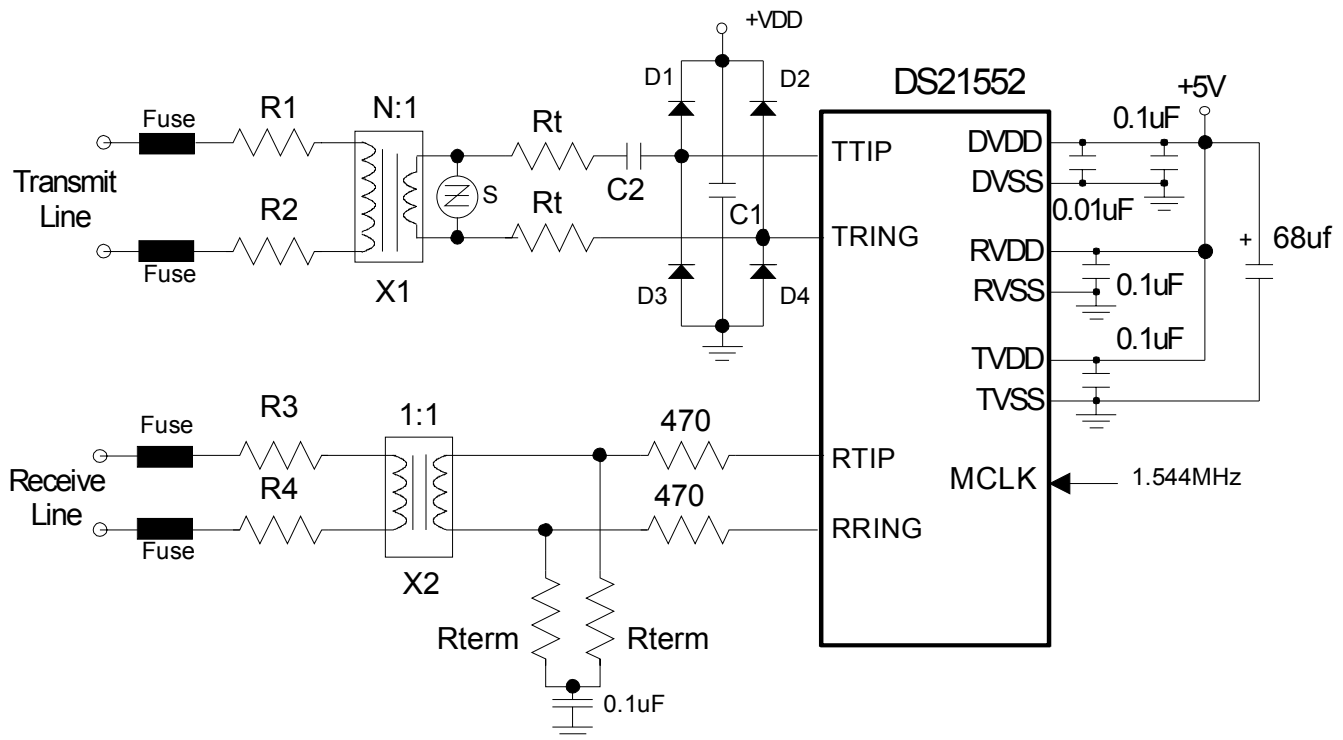 +VDD
D1
D2
DS21552
+5V
Fuse
R1
N:1
Rt
0.1uF
TTIP
DVDD
Transmit
Line
S
C2
DVSS
R2
Rt
C1
0.01uF
TRING
RVDD
+
68uf
Fuse
X1
D3
D4
RVSS
0.1uF
0.1uF
TVDD
TVSS
Fuse
R3
1:1
470
RTIP
Receive
Line
R4
470
MCLK
1.544MHz
RRING
Fuse
X2
Rterm
Rterm
0.1uF